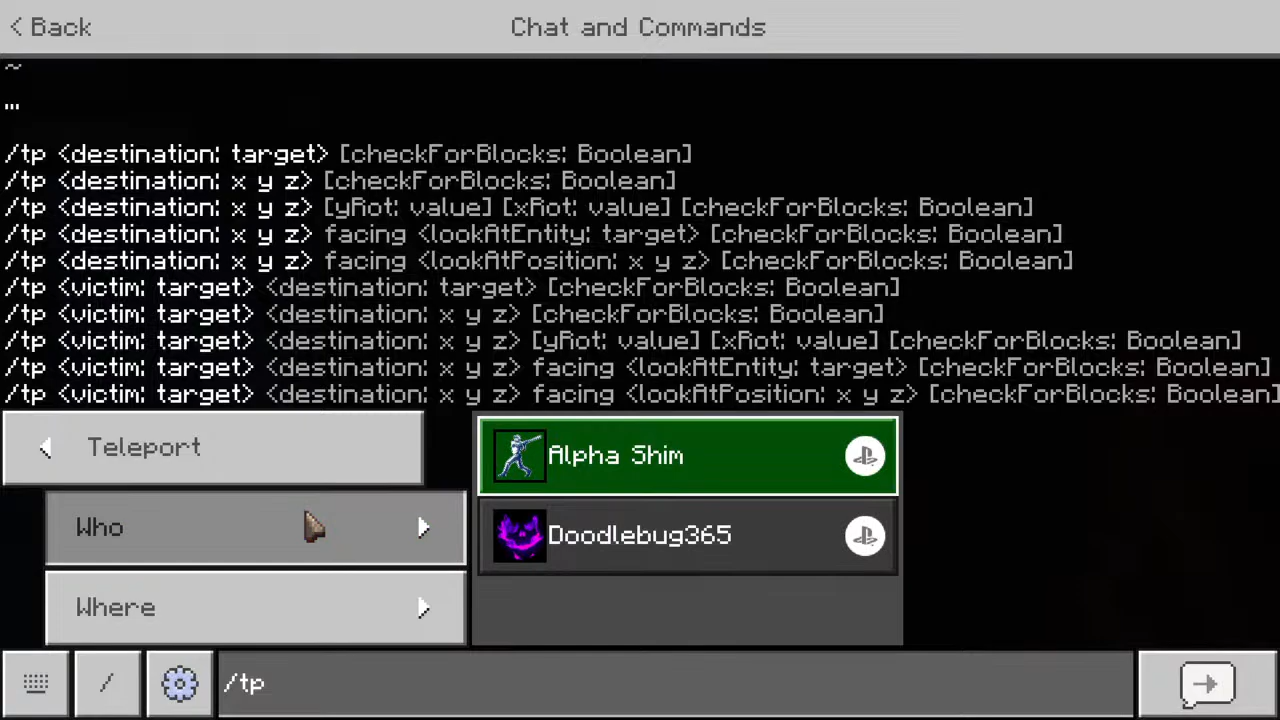 < Back
Chat and Commands
~
...
/tp <destination: target> [checkForBlocks: Boolean]
/tp <destination: x y z> [checkForBlocks: Boolean]
/tp <destination: x y z> [yRot: value] [xRot: value] [checkForBlocks: Boolean]
/tp <destination: x y z> facing <lookAtEntity: target> [checkForBlocks: Boolean]
/tp <destination: x y z> facing <lookAtPosition: x y z> [checkForBlocks: Boolean]
/tp <victim: target> <destination: target> [checkForBlocks: Boolean]
/tp <victim: target> <destination: x y z> [checkForBlocks: Boolean]
/tp <victim: target> <destination: x y z> [yRot: value] [xRot: value] [checkForBlocks: Boolean]
/tp <victim: target> <destination: x y z> facing <lookAtEntity: target> [checkForBlocks: Boolean]
/tp <victim: target> <destination: x y z> facing <lookAtPosition: x y z> [checkForBlocks: Boolean]
Teleport
Who
Where
Alpha Shim
Doodlebug365
/
/tp